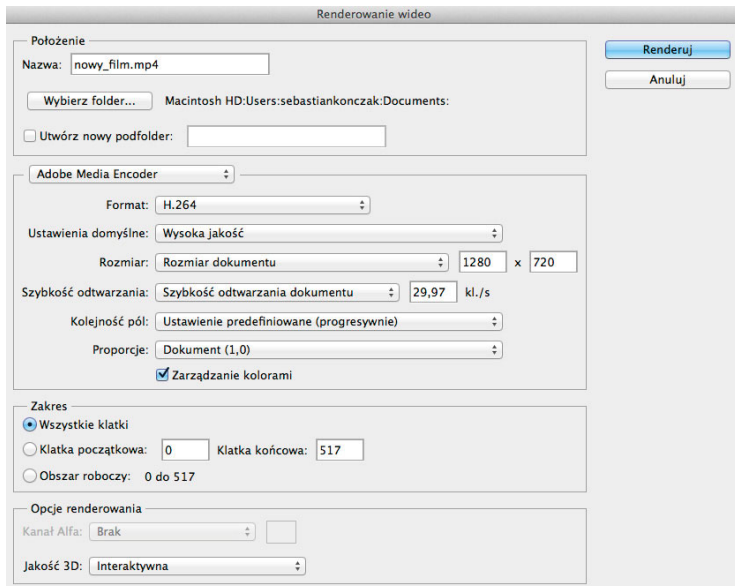 Renderowanie wideo
Położenie
Nazwa: nowy_film.mp4
Renderuj
Anuluj
Wybierz folder... Macintosh HD:Users:sebastiankonczak:Documents:
Utwórz nowy podfolder:
Adobe Media Encoder
Format: H.264
Ustawienia domyślne: Wysoka jakość
Rozmiar: Rozmiar dokumentu 1280 x 720
Szybkość odtwarzania: Szybkość odtwarzania dokumentu 29,97 kl./s
Kolejność pól: Ustawienie predefiniowane (progresywnie)
Proporcje: Dokument (1,0)
Zarządzanie kolorami
Zakres
Wszystkie klatki
Klatka początkowa: 0 Klatka końcowa: 517
Obszar roboczy: 0 do 517
Opcje renderowania
Kanał Alfa: Brak
Jakość 3D: Interaktywna